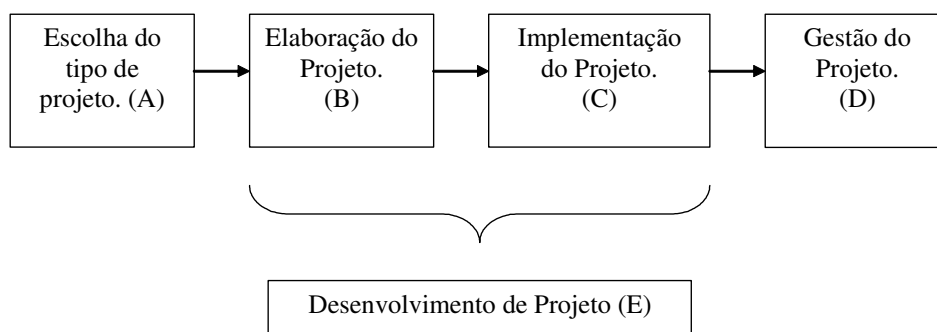 Escolha do
tipo de
projeto. (A)
Elaboração do
Projeto.
(B)
Implementação
do Projeto.
(C)
Gestão do
Projeto.
(D)
Desenvolvimento de Projeto (E)